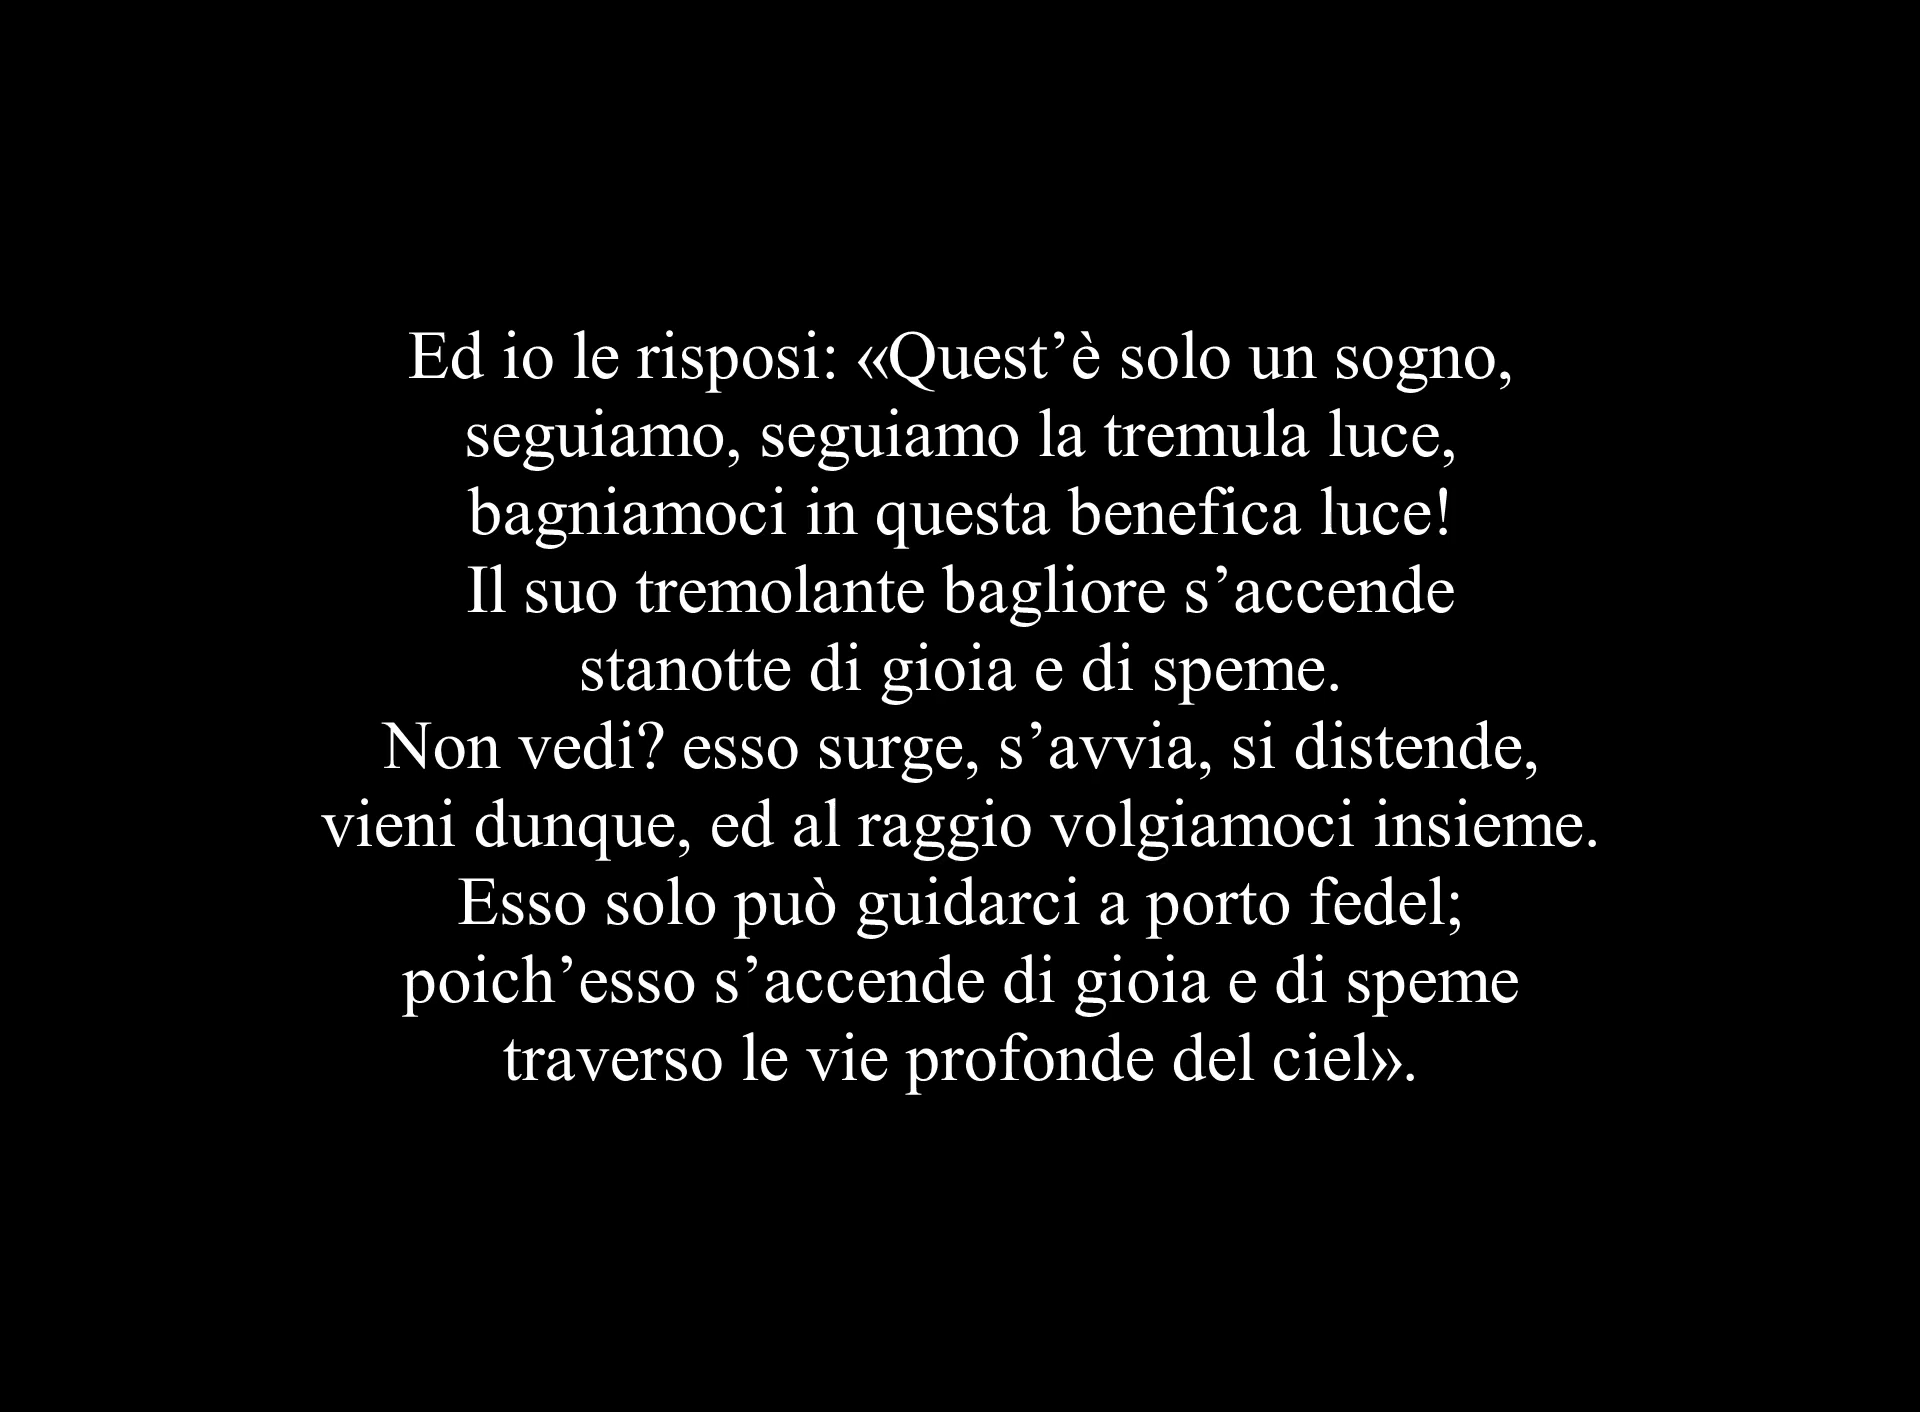 Ed io le risposi: «Quest’è solo un sogno,
seguiamo, seguiamo la tremula luce,
bagniamoci in questa benefica luce!
Il suo tremolante bagliore s’accende
stanotte di gioia e di speme.
Non vedi? esso surge, s’avvia, si distende,
vieni dunque, ed al raggio volgiamoci insieme.
Esso solo può guidarci a porto fedel;
poich’esso s’accende di gioia e di speme
traverso le vie profonde del ciel».